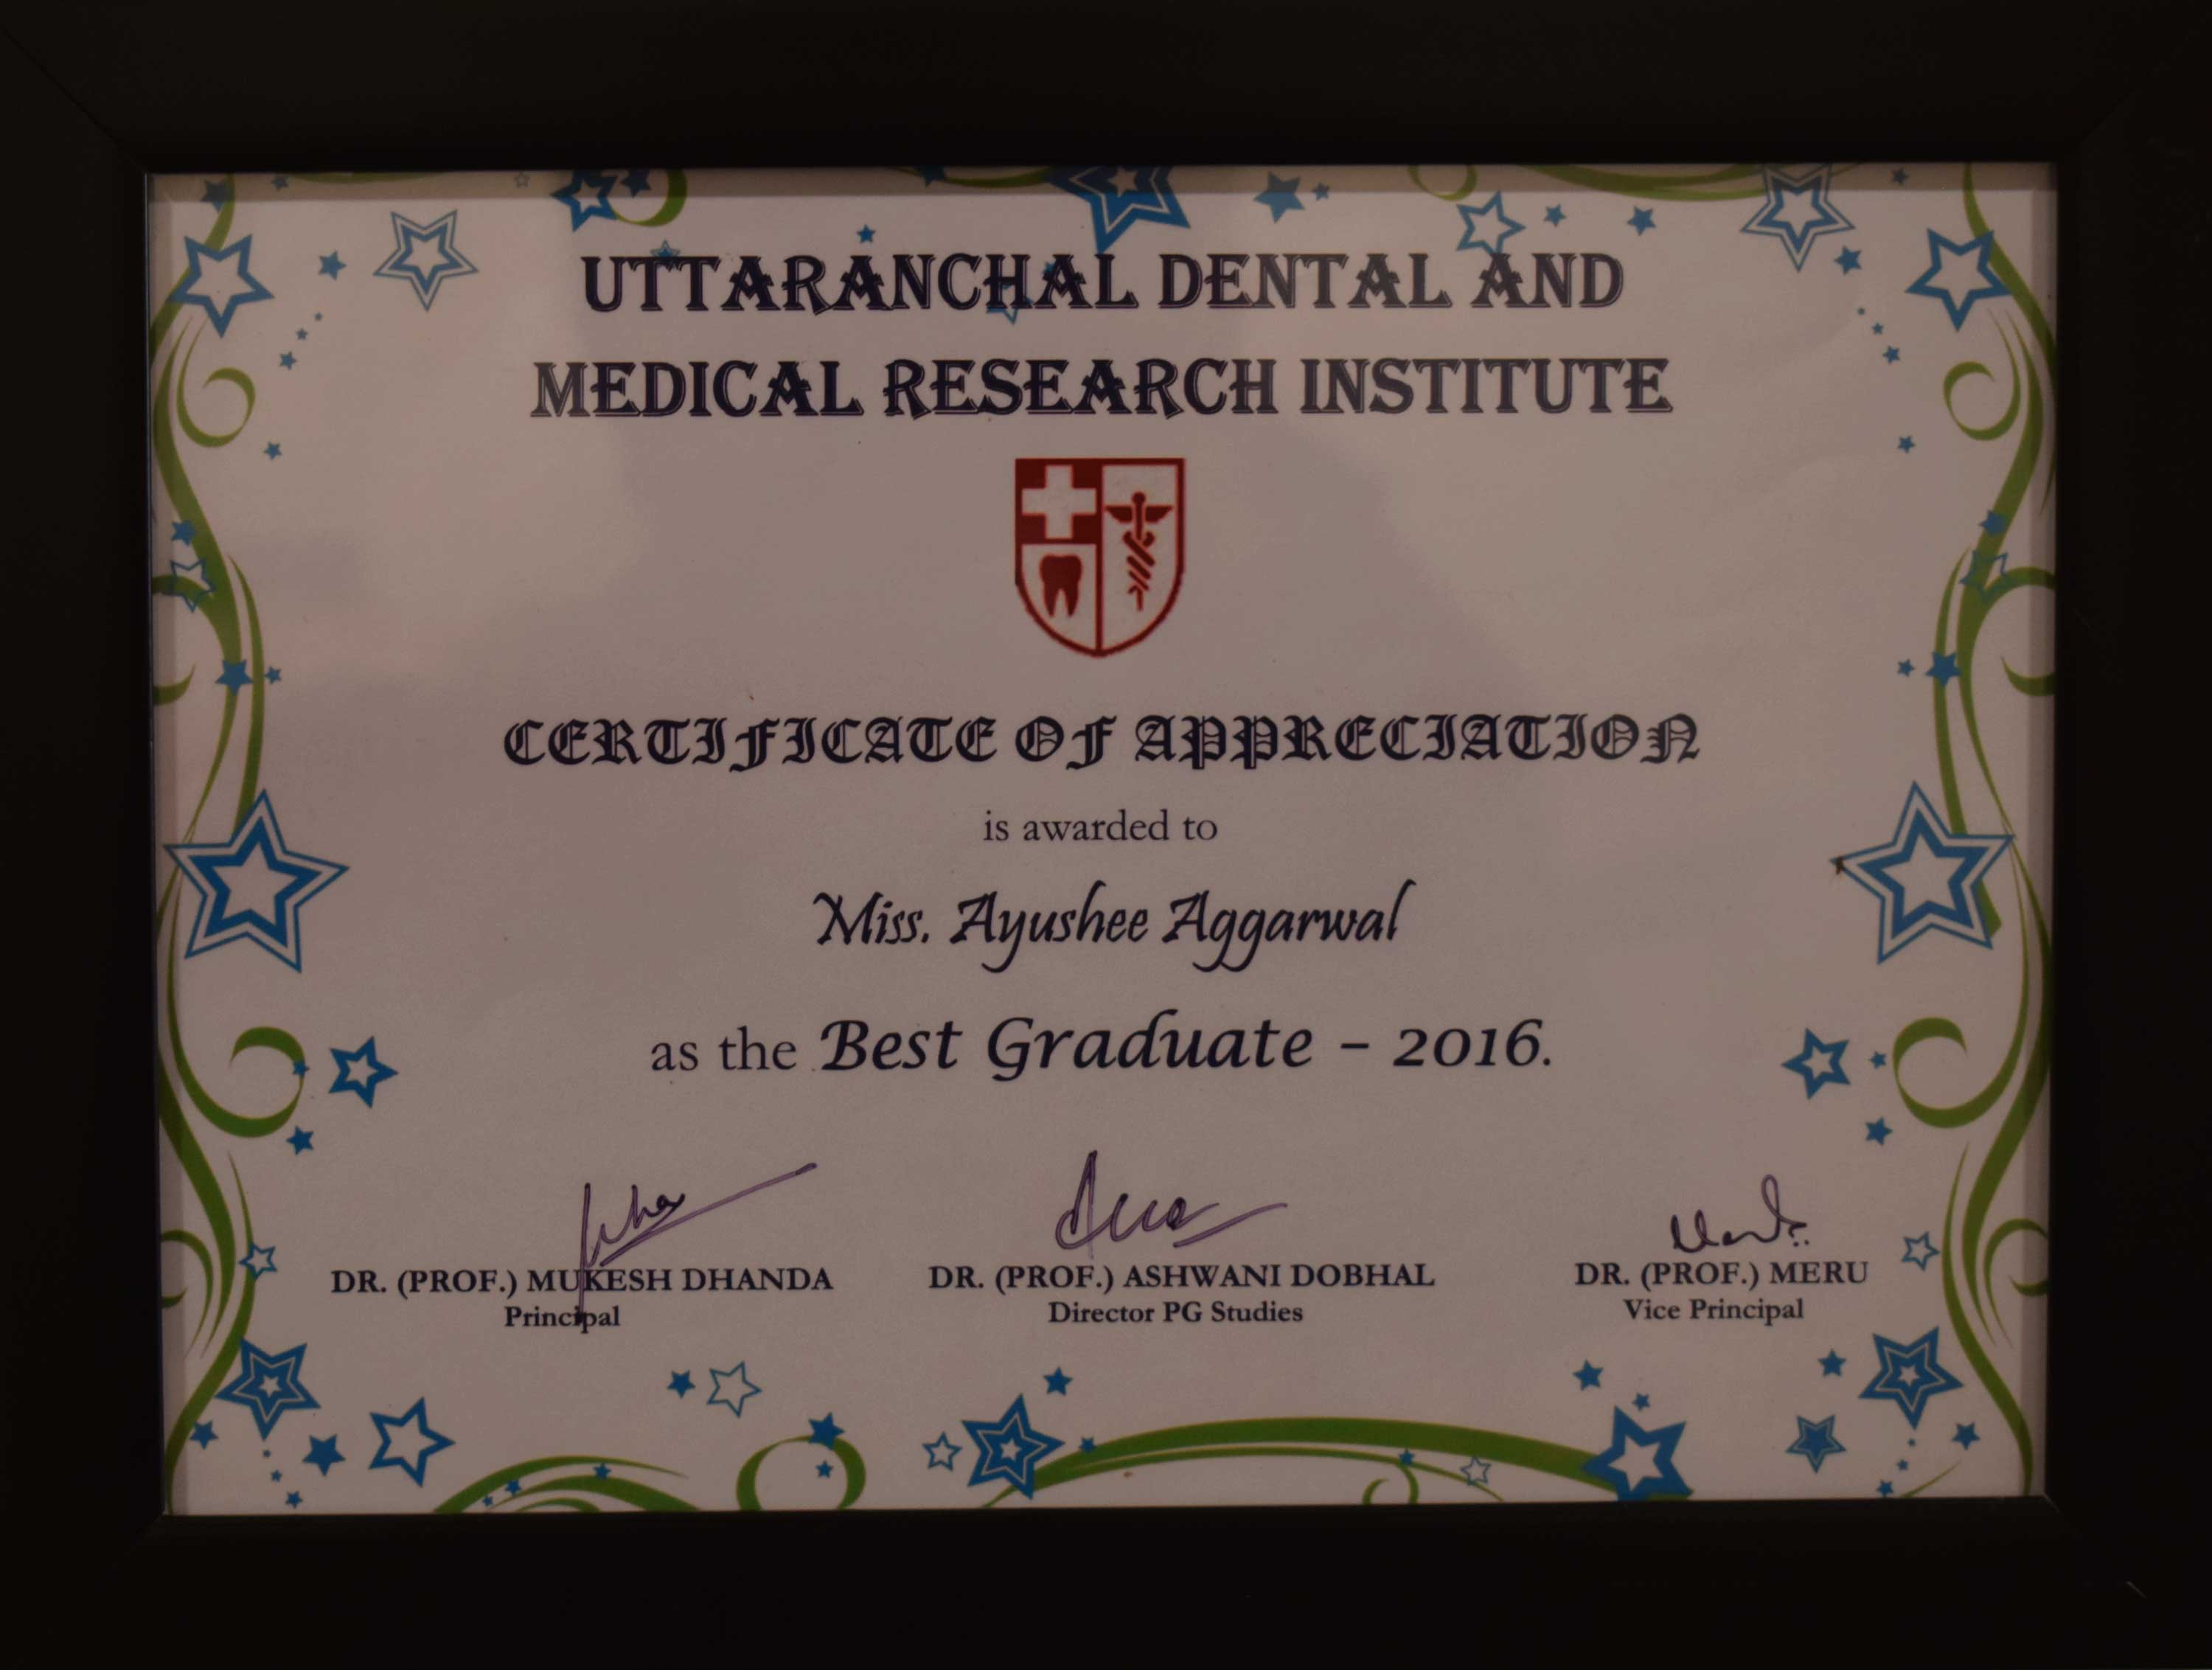 UTTARANCHAL DENTAL AND
MEDICAL RESEARCH INSTITUTE
CERTIFICATE OF APPRECIATION
is awarded to
Miss. Ayushee Aggarwal
as the Best Graduate - 2016.
DR. (PROF.) MUKESH DHANDA
Principal
DR. (PROF.) ASHWANI DOBHAL
Director PG Studies
DR. (PROF.) MERU
Vice Principal